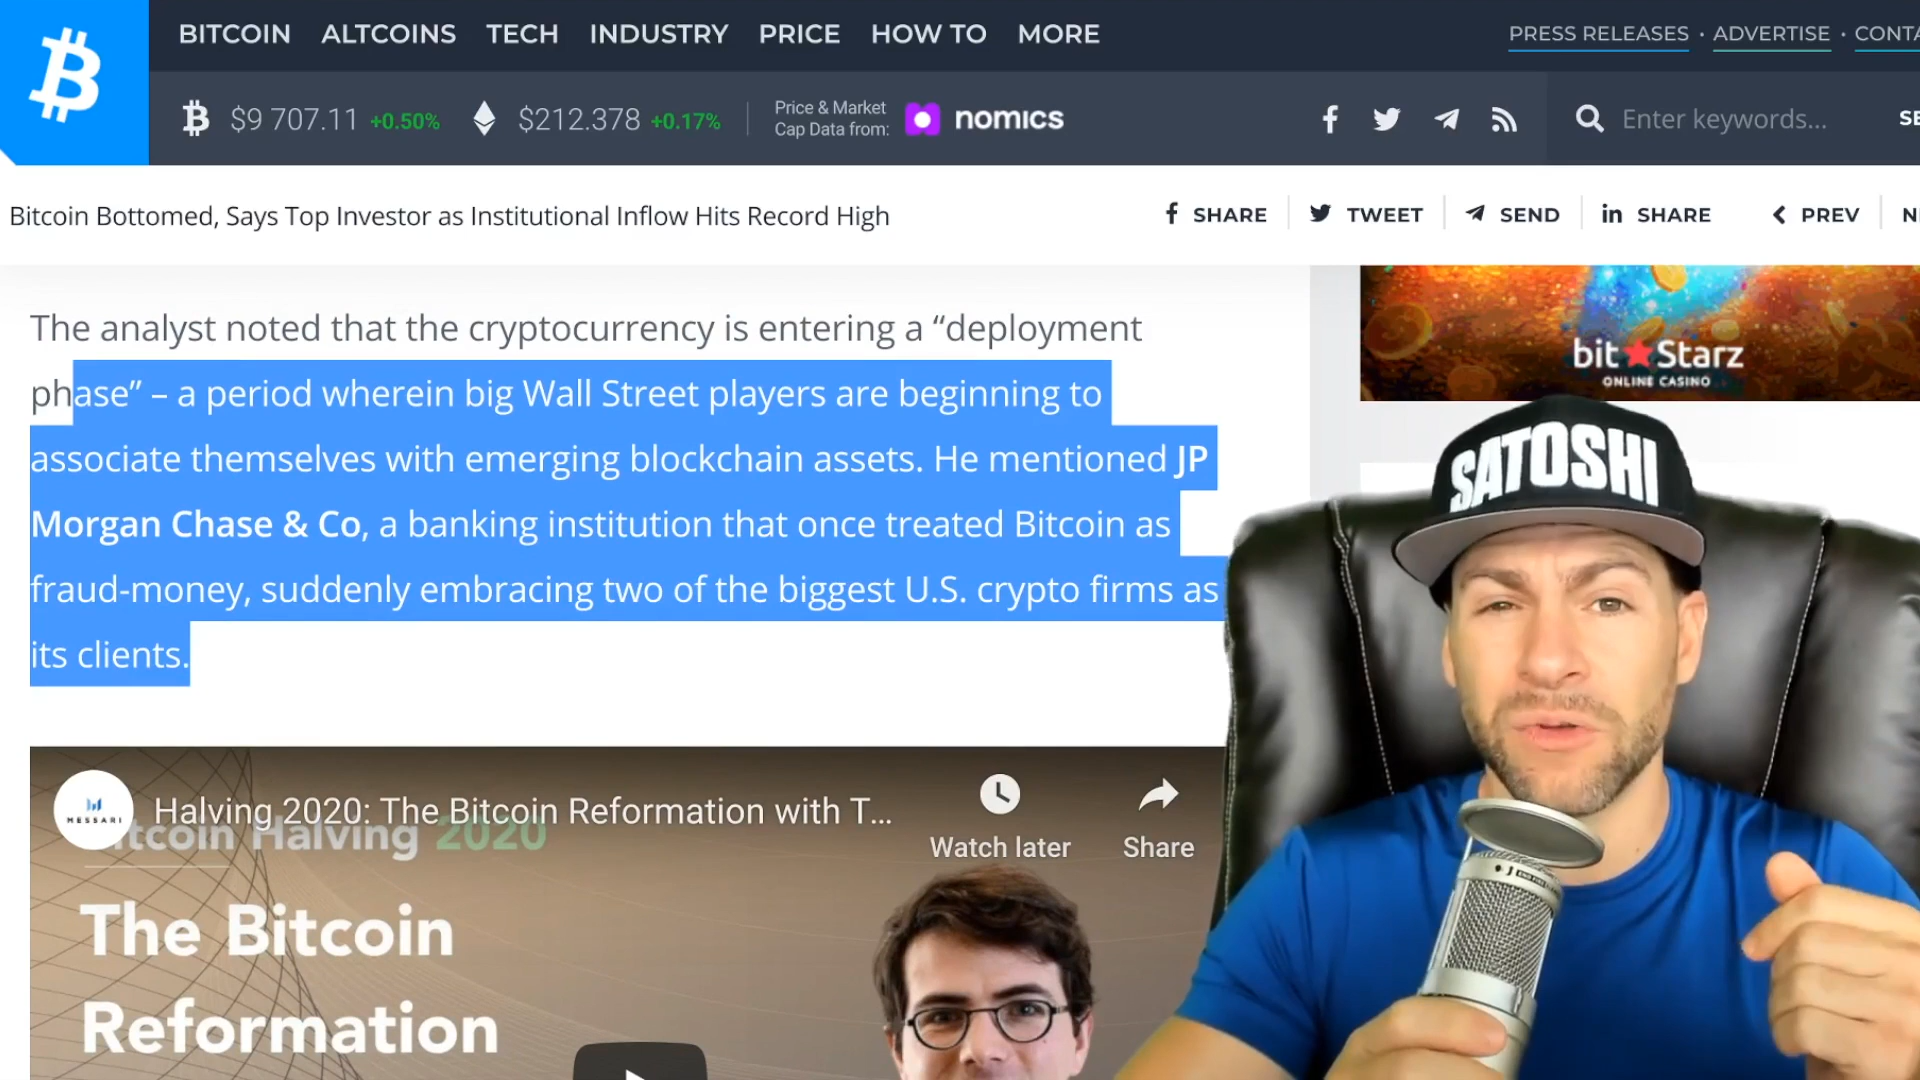 BITCOIN ALTCOINS TECH INDUSTRY PRICE HOW TO MORE
PRESS RELEASES · ADVERTISE · CONTA
$9 707.11 +0.50% $212.378 +0.17%
Price & Market
Cap Data from:
nomics
Enter keywords...
SE
Bitcoin Bottomed, Says Top Investor as Institutional Inflow Hits Record High
SHARE TWEET SEND SHARE PREV
The analyst noted that the cryptocurrency is entering a “deployment
phase” – a period wherein big Wall Street players are beginning to
associate themselves with emerging blockchain assets. He mentioned JP
Morgan Chase & Co, a banking institution that once treated Bitcoin as
fraud-money, suddenly embracing two of the biggest U.S. crypto firms as
its clients.
bit Starz
ONLINE CASINO
SATOSHI
MESSARI
Halving 2020: The Bitcoin Reformation with T...
Watch later
Share
tcoin Halving 2020
The Bitcoin
Reformation